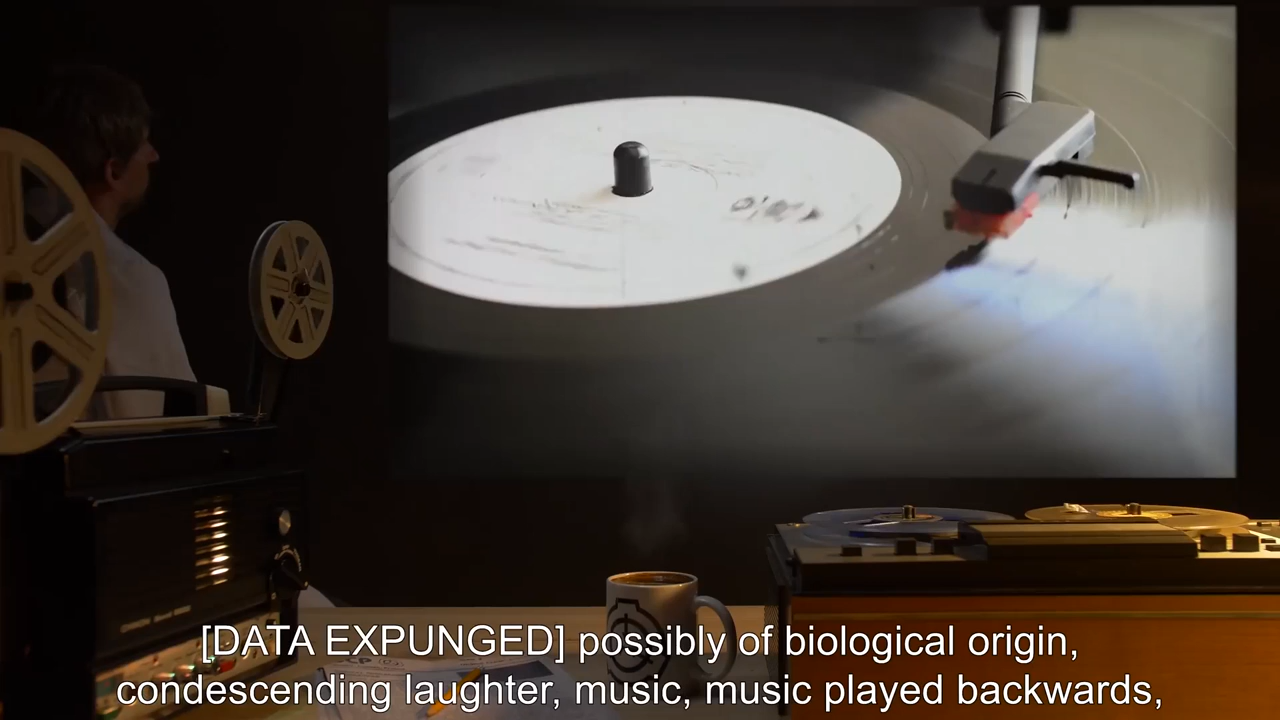 [DATA EXPUNGED] possibly of biological origin,
condescending laughter, music, music played backwards,